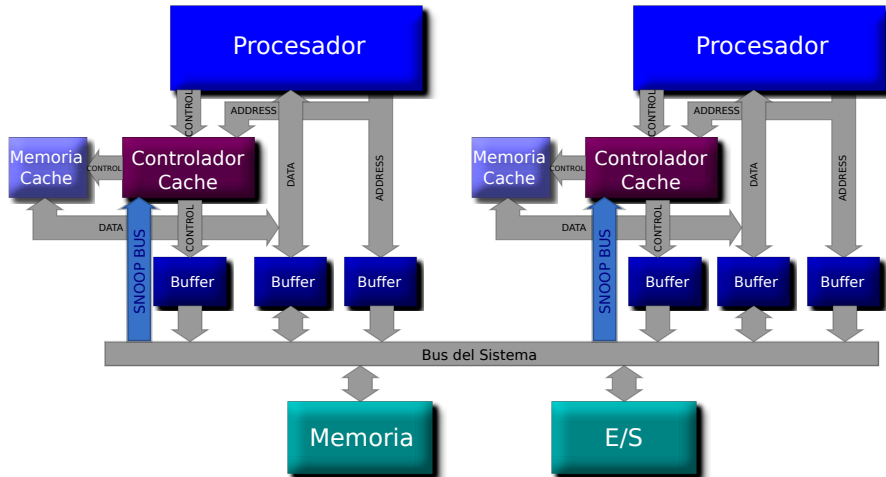 Procesador
Procesador
CONTROL
ADDRESS
CONTROL
ADDRESS
Memoria
Cache
CONTROL
Controlador
Cache
DATA
ADDRESS
Memoria
Cache
CONTROL
Controlador
Cache
DATA
ADDRESS
DATA
CONTROL
DATA
CONTROL
SNOOP BUS
Buffer
Buffer
Buffer
SNOOP BUS
Buffer
Buffer
Buffer
Bus del Sistema
Memoria
E/S